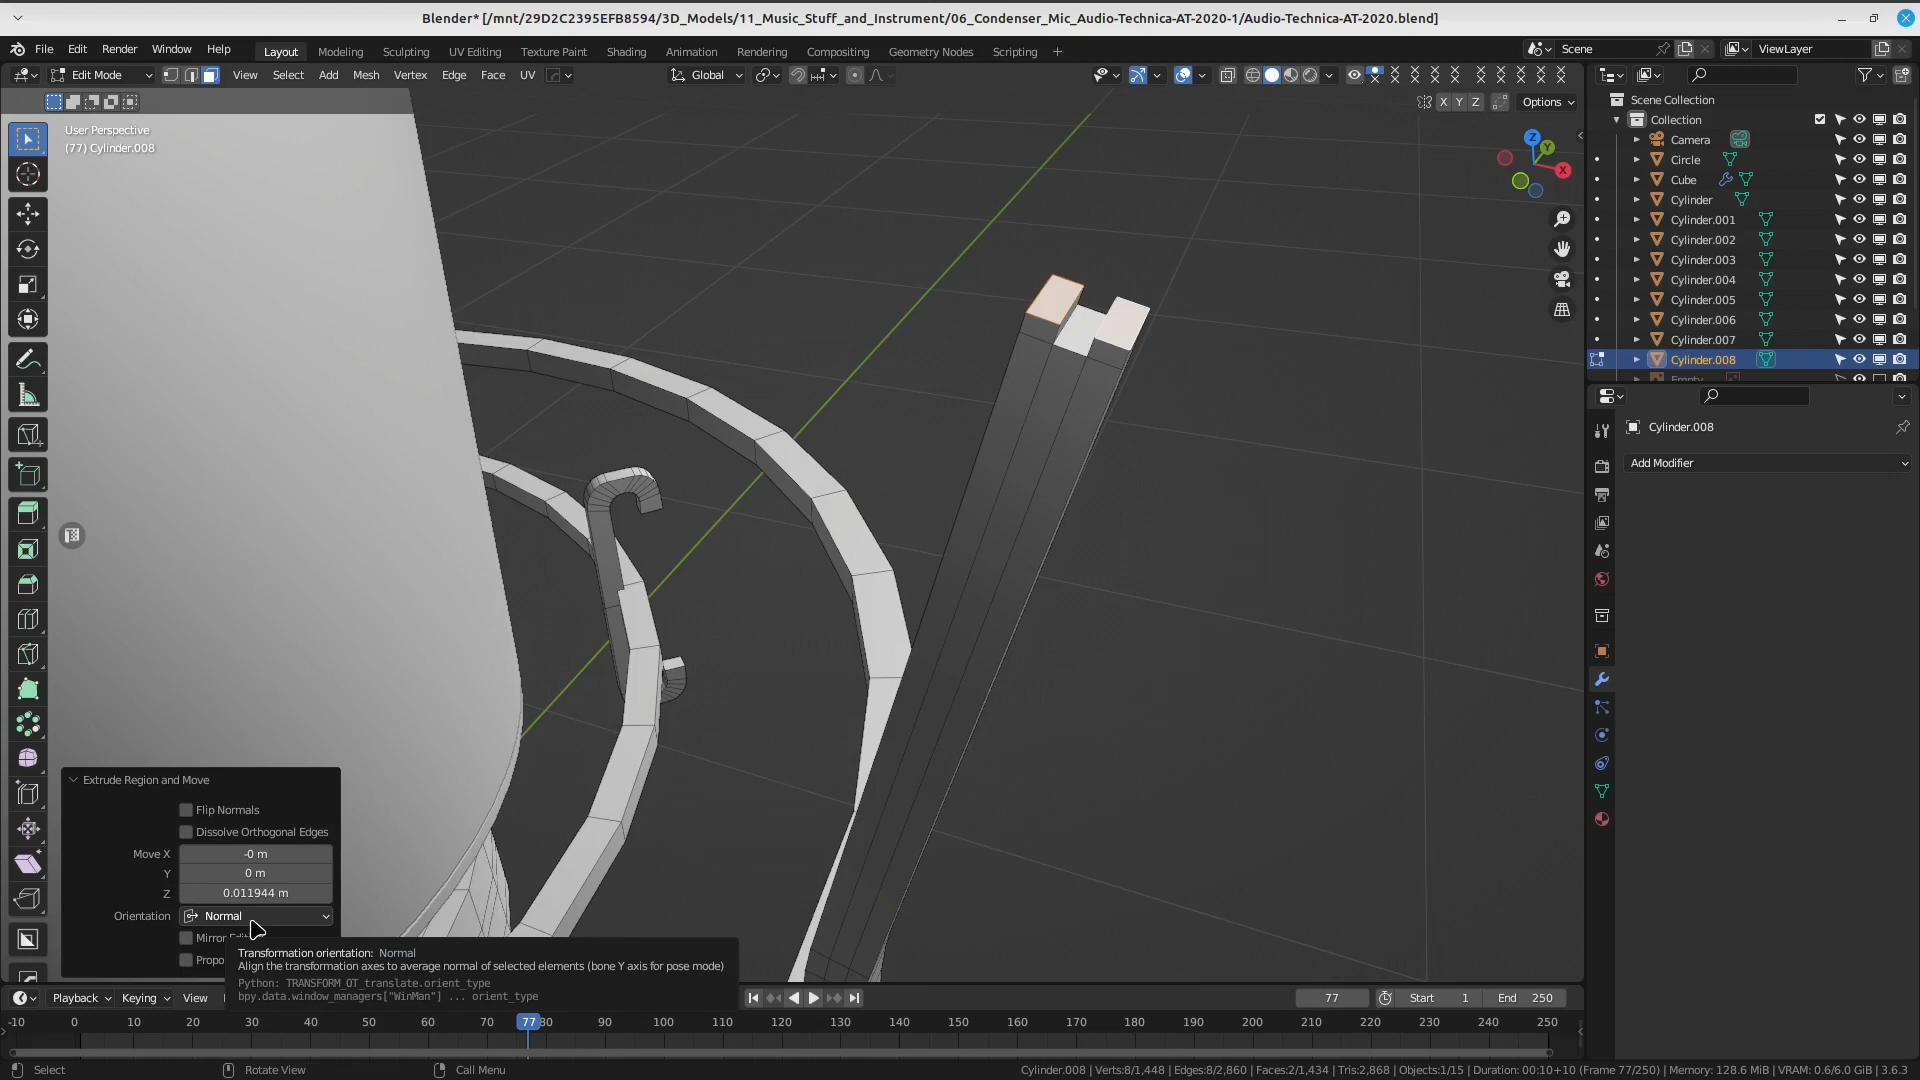 Blender* [/mnt/29D2C2395EFB8594/3D_Models/11_Music_Stuff_and_Instrument/06_Condenser_Mic_Audio-Technica-AT-2020-1/Audio-Technica-AT-2020.blend]
File Edit Render Window Help Layout Modeling Sculpting UV Editing Texture Paint Shading Animation Rendering Compositing Geometry Nodes Scripting + Scene ViewLayer
Edit Mode View Select Add Mesh Vertex Edge Face UV Global
X Y Z Options
User Perspective
(77) Cylinder.008
Z
Y
X
Scene Collection
Collection
Camera
Circle
Cube
Cylinder
Cylinder.001
Cylinder.002
Cylinder.003
Cylinder.004
Cylinder.005
Cylinder.006
Cylinder.007
Cylinder.008
Empty
Cylinder.008
Add Modifier
Extrude Region and Move
Flip Normals
Dissolve Orthogonal Edges
Move X -0 m
Y 0 m
Z 0.011944 m
Orientation Normal
Mirror Edit
Propo
Transformation orientation: Normal
Align the transformation axes to average normal of selected elements (bone Y axis for pose mode)
Python: TRANSFORM_OT_translate.orient_type
bpy.data.window_managers["WinMan"] ... orient_type
Playback Keying View 77 Start 1 End 250
-10 0 10 20 30 40 50 60 70 77 80 90 100 110 120 130 140 150 160 170 180 190 200 210 220 230 240 250
Select Rotate View Call Menu Cylinder.008 | Verts:8/1,448 | Edges:8/2,860 | Faces:2/1,434 | Tris:2,868 | Objects:1/15 | Duration: 00:10+10 (Frame 77/250) | Memory: 128.6 MiB | VRAM: 0.6/6.0 GiB | 3.6.3